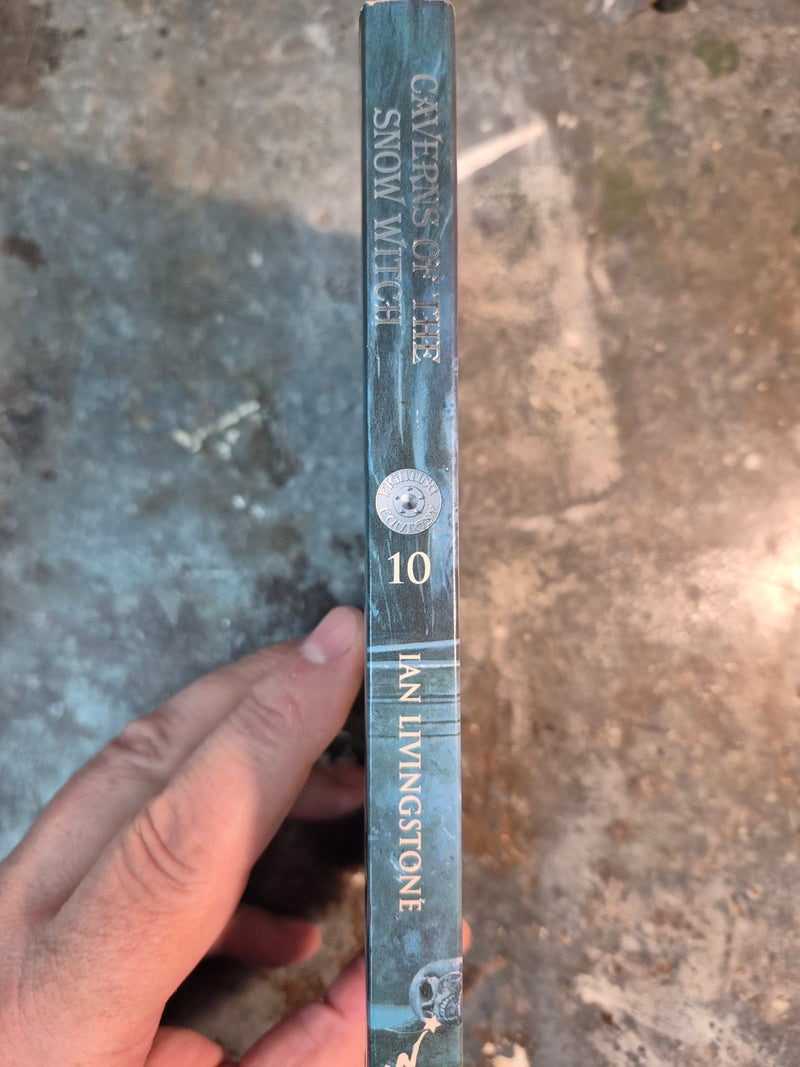 CAVERNS OF THE
SNOW WITCH
FIGHTING
FANTASY
10
IAN LIVINGSTONE